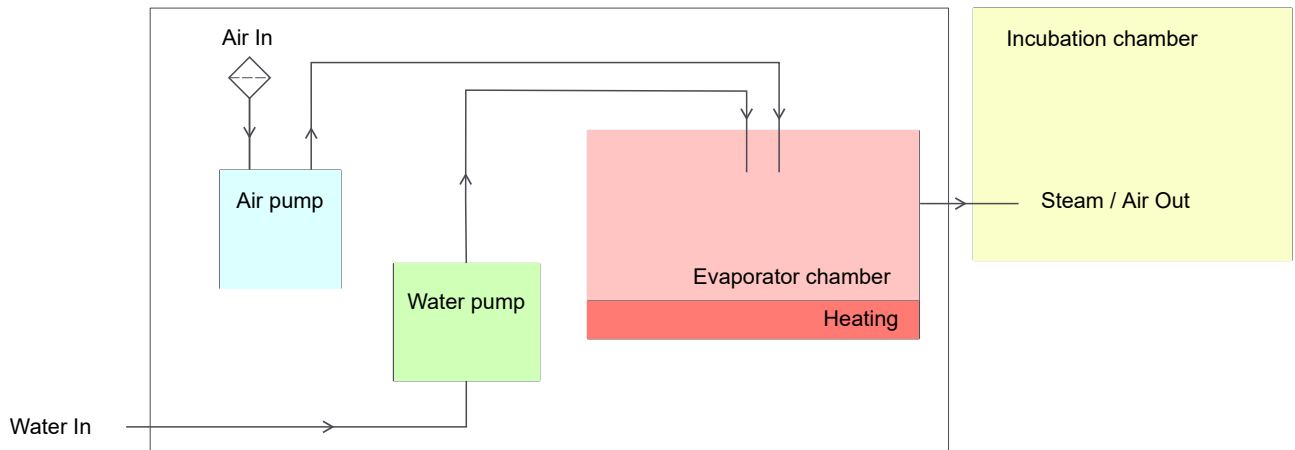 Air In
Incubation chamber
Air pump
Steam / Air Out
Evaporator chamber
Water pump
Heating
Water In